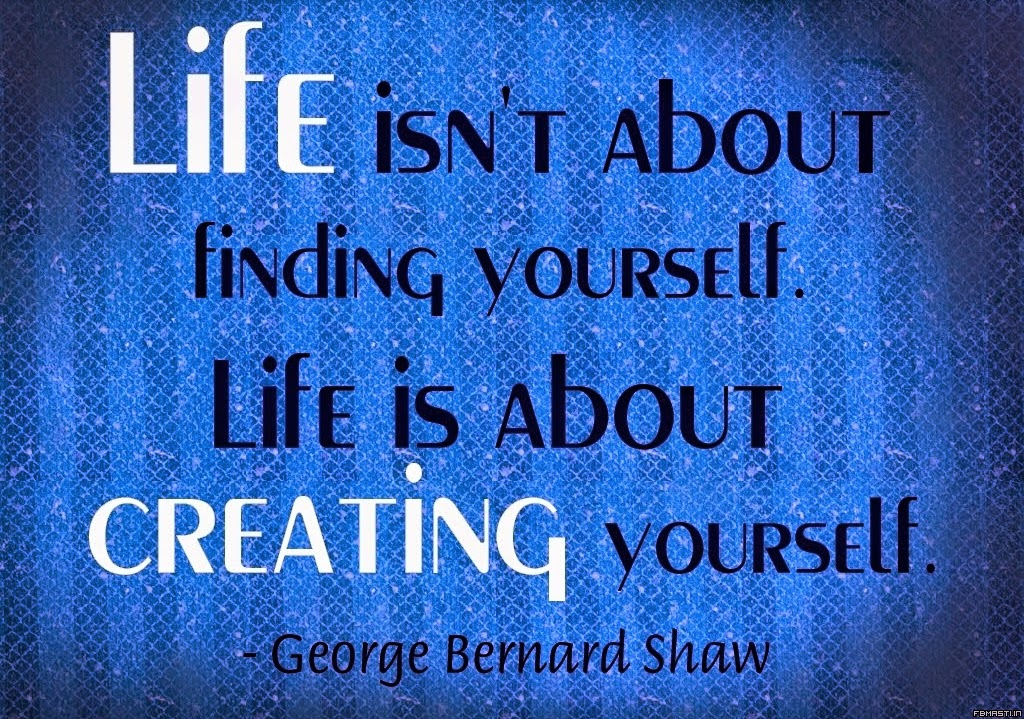 Life isn't about
finding yourself.
Life is about
creating yourself.
- George Bernard Shaw
FBMASTI.IN